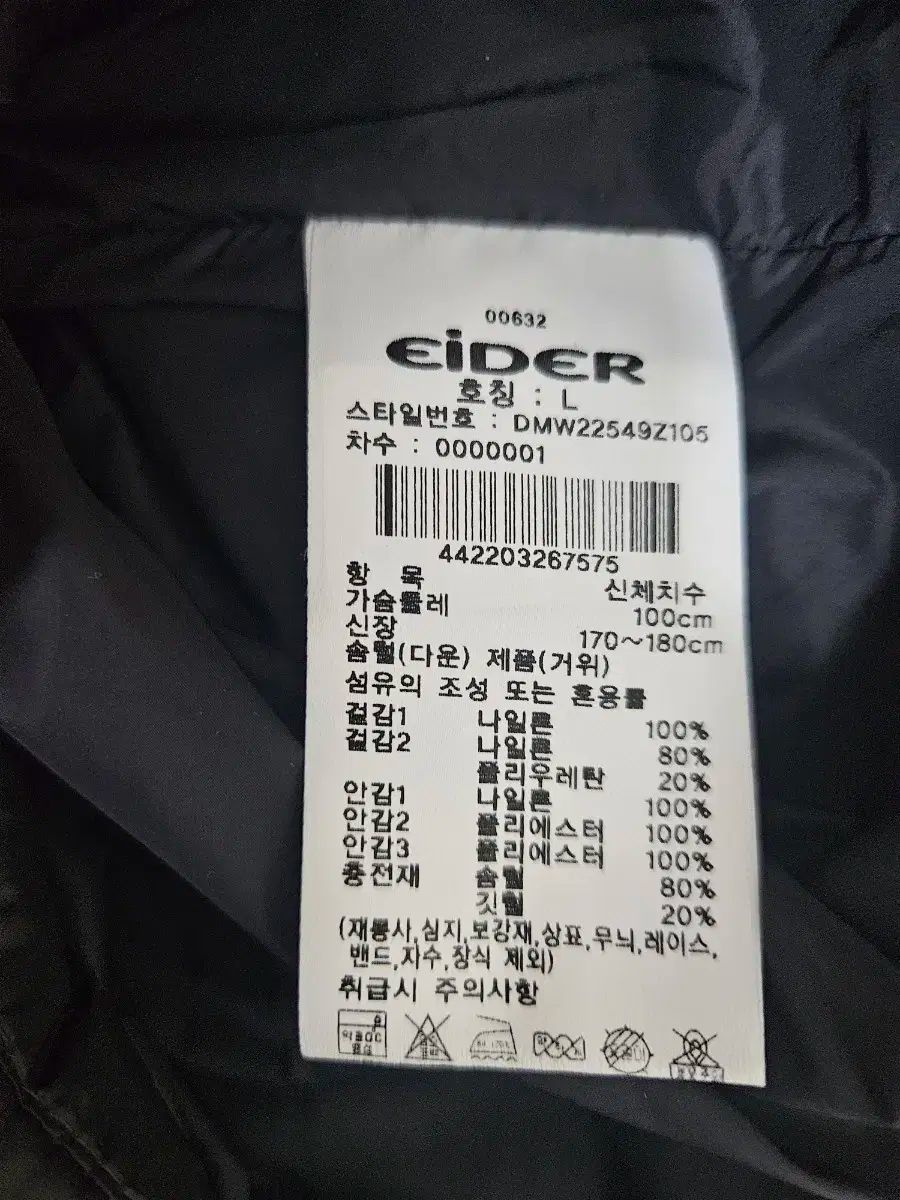 00632
EiDER
호칭 : L
스타일번호 : DMW22549Z105
차수 : 0000001
442203267575
항 목 신체치수
가슴둘레 100cm
신장 170~180cm
솜털(다운) 제품(거위)
섬유의 조성 또는 혼용률
겉감1 나일론 100%
겉감2 나일론 80%
폴리우레탄 20%
안감1 나일론 100%
안감2 폴리에스터 100%
안감3 폴리에스터 100%
충전재 솜털 80%
깃털 20%
(재봉사,심지,보강재,상표,무늬,레이스,
밴드,자수,장식 제외)
취급시 주의사항